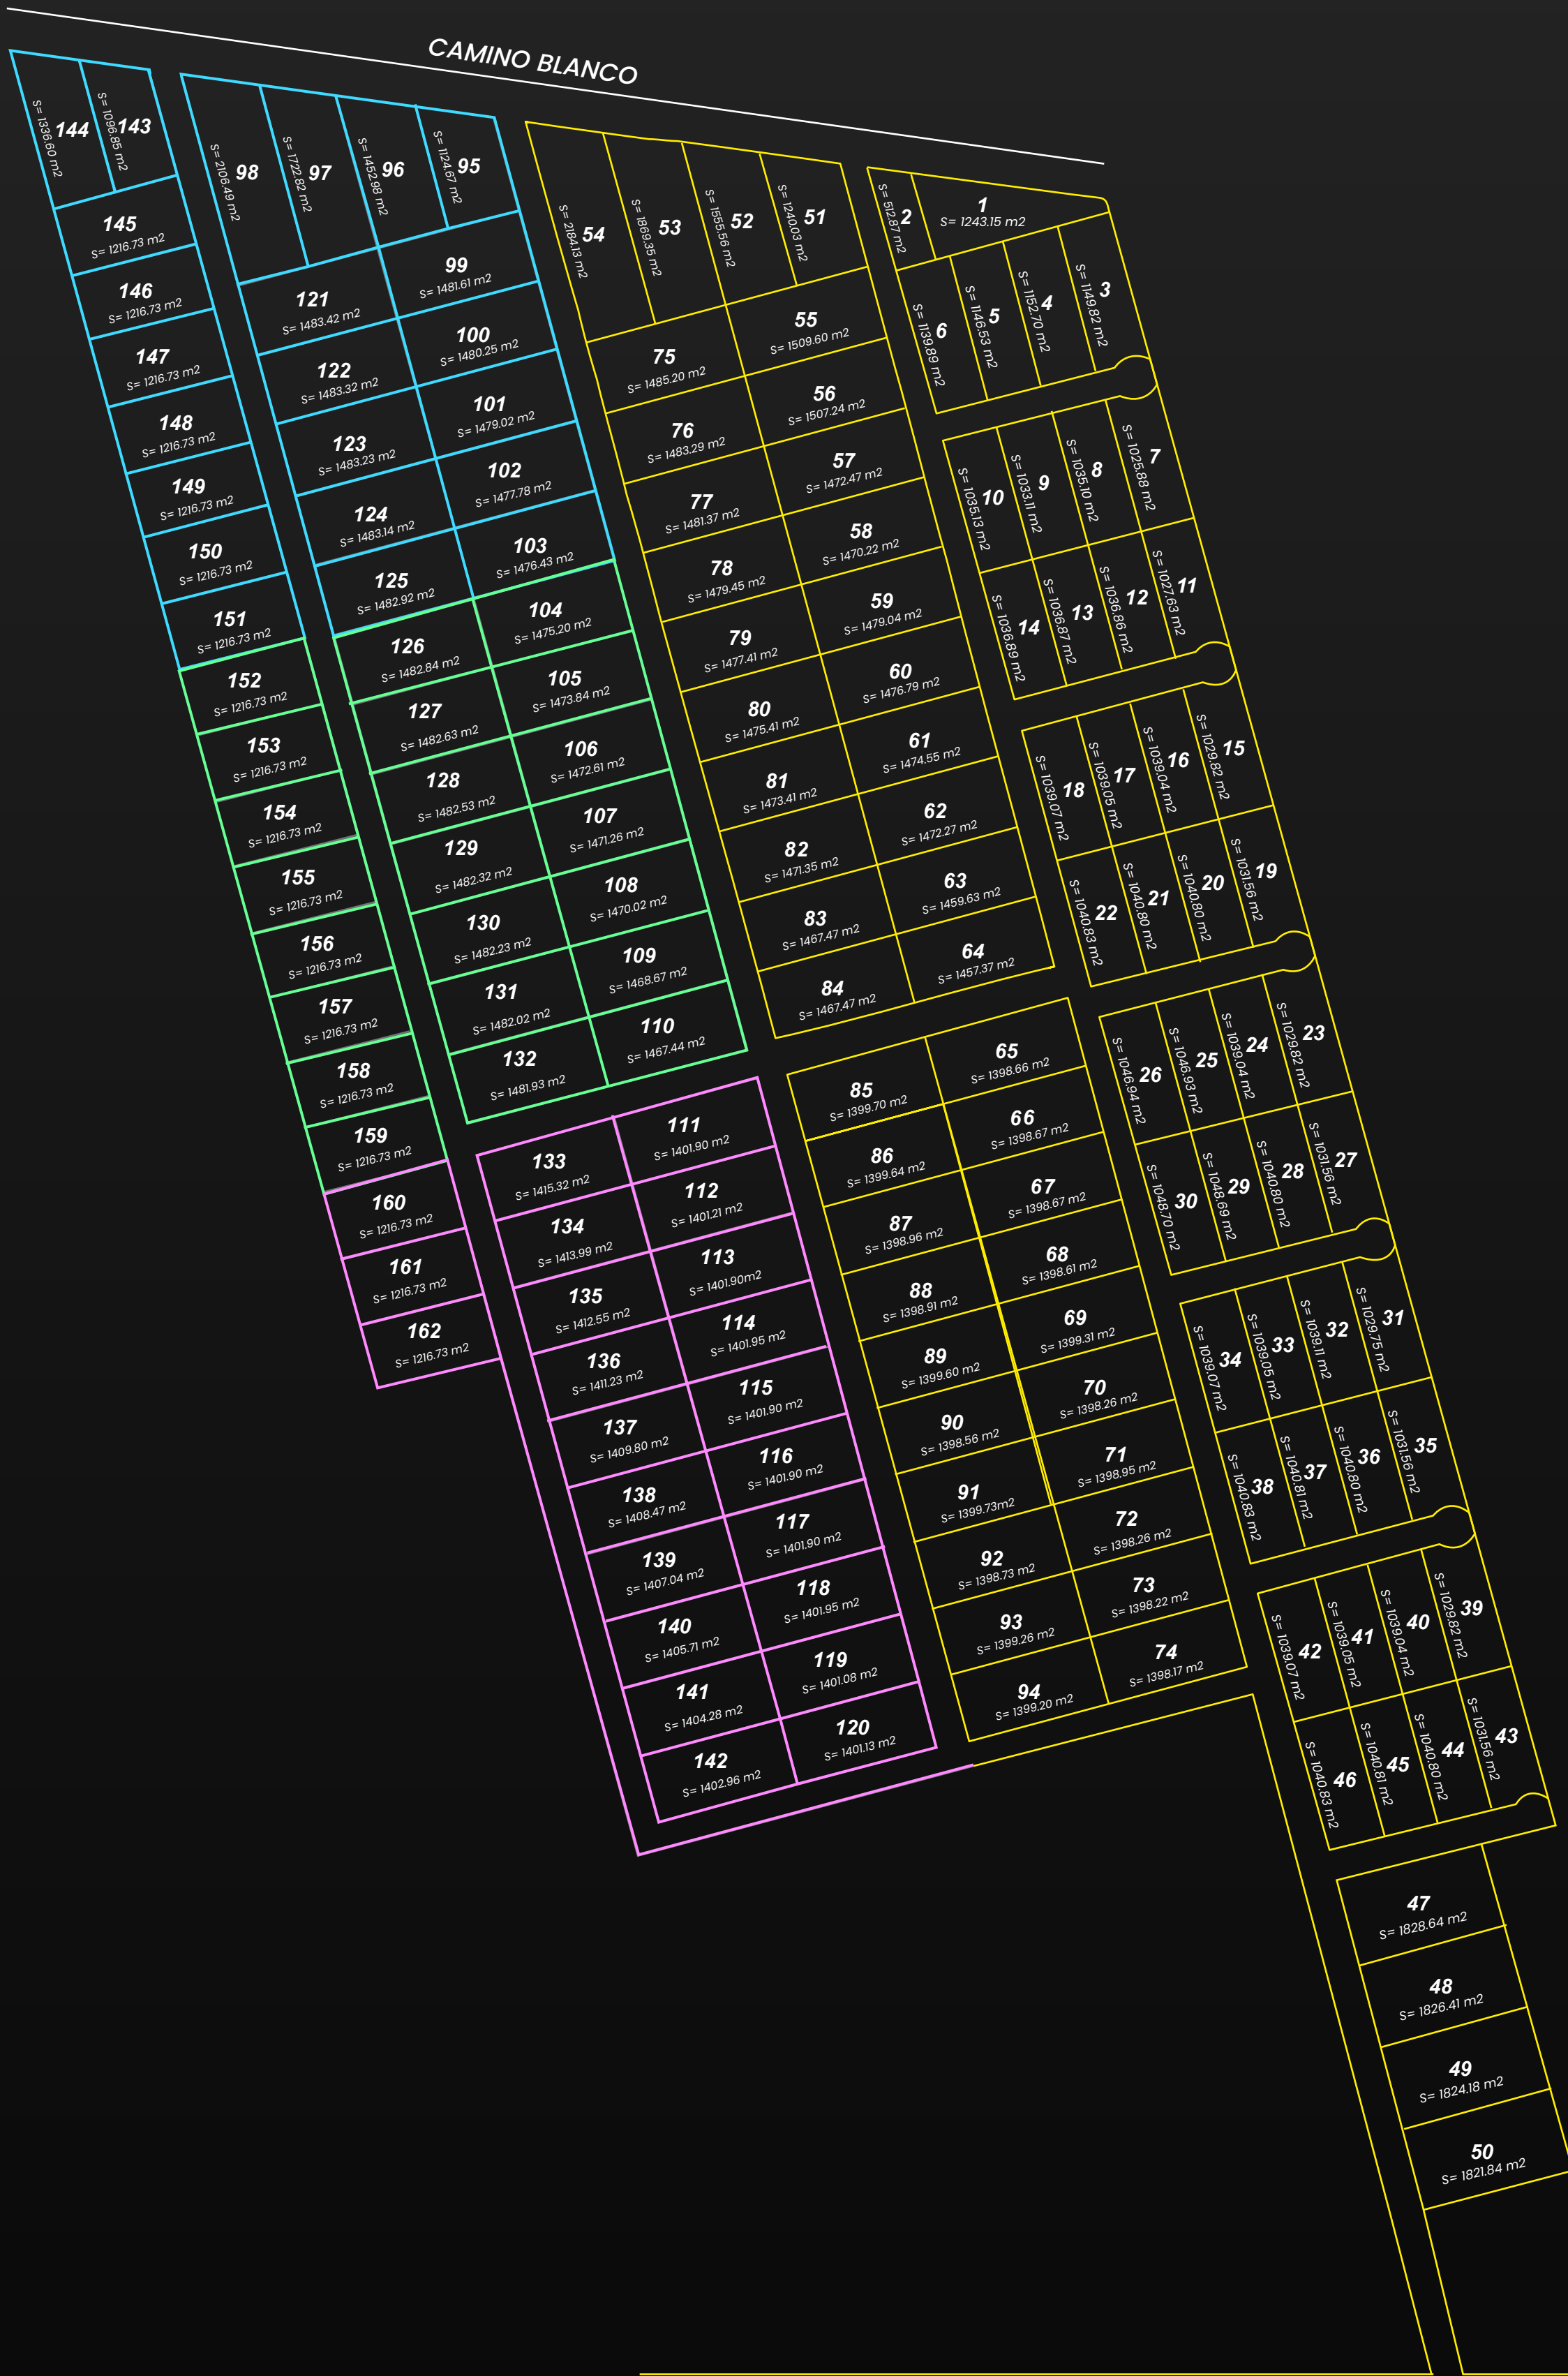 CAMINO BLANCO
144
S= 1336.60 m2
143
S= 1096.85 m2
145
S= 1216.73 m2
146
S= 1216.73 m2
147
S= 1216.73 m2
148
S= 1216.73 m2
149
S= 1216.73 m2
150
S= 1216.73 m2
151
S= 1216.73 m2
152
S= 1216.73 m2
153
S= 1216.73 m2
154
S= 1216.73 m2
155
S= 1216.73 m2
156
S= 1216.73 m2
157
S= 1216.73 m2
158
S= 1216.73 m2
159
S= 1216.73 m2
160
S= 1216.73 m2
161
S= 1216.73 m2
162
S= 1216.73 m2
98
S= 2106.49 m2
97
S= 1722.82 m2
96
S= 1452.98 m2
95
S= 1124.67 m2
121
S= 1483.42 m2
122
S= 1483.32 m2
123
S= 1483.23 m2
124
S= 1483.14 m2
125
S= 1482.92 m2
126
S= 1482.84 m2
127
S= 1482.63 m2
128
S= 1482.53 m2
129
S= 1482.32 m2
130
S= 1482.23 m2
131
S= 1482.02 m2
132
S= 1481.93 m2
99
S= 1481.61 m2
100
S= 1480.25 m2
101
S= 1479.02 m2
102
S= 1477.78 m2
103
S= 1476.43 m2
104
S= 1475.20 m2
105
S= 1473.84 m2
106
S= 1472.61 m2
107
S= 1471.26 m2
108
S= 1470.02 m2
109
S= 1468.67 m2
110
S= 1467.44 m2
133
S= 1415.32 m2
134
S= 1413.99 m2
135
S= 1412.55 m2
136
S= 1411.23 m2
137
S= 1409.80 m2
138
S= 1408.47 m2
139
S= 1407.04 m2
140
S= 1405.71 m2
141
S= 1404.28 m2
142
S= 1402.96 m2
111
S= 1401.90 m2
112
S= 1401.21 m2
113
S= 1401.90m2
114
S= 1401.95 m2
115
S= 1401.90 m2
116
S= 1401.90 m2
117
S= 1401.90 m2
118
S= 1401.95 m2
119
S= 1401.08 m2
120
S= 1401.13 m2
54
S= 2184.13 m2
53
S= 1869.35 m2
52
S= 1555.56 m2
51
S= 1240.03 m2
75
S= 1485.20 m2
76
S= 1483.29 m2
77
S= 1481.37 m2
78
S= 1479.45 m2
79
S= 1477.41 m2
80
S= 1475.41 m2
81
S= 1473.41 m2
82
S= 1471.35 m2
83
S= 1467.47 m2
84
S= 1467.47 m2
55
S= 1509.60 m2
56
S= 1507.24 m2
57
S= 1472.47 m2
58
S= 1470.22 m2
59
S= 1479.04 m2
60
S= 1476.79 m2
61
S= 1474.55 m2
62
S= 1472.27 m2
63
S= 1459.63 m2
64
S= 1457.37 m2
85
S= 1399.70 m2
86
S= 1399.64 m2
87
S= 1398.96 m2
88
S= 1398.91 m2
89
S= 1399.60 m2
90
S= 1398.56 m2
91
S= 1399.73m2
92
S= 1398.73 m2
93
S= 1399.26 m2
94
S= 1399.20 m2
65
S= 1398.66 m2
66
S= 1398.67 m2
67
S= 1398.67 m2
68
S= 1398.61 m2
69
S= 1399.31 m2
70
S= 1398.26 m2
71
S= 1398.95 m2
72
S= 1398.26 m2
73
S= 1398.22 m2
74
S= 1398.17 m2
2
S= 512.87 m2
1
S= 1243.15 m2
6
S= 1139.89 m2
5
S= 1146.53 m2
4
S= 1152.70 m2
3
S= 1149.82 m2
10
S= 1035.13 m2
9
S= 1033.11 m2
8
S= 1035.10 m2
7
S= 1025.88 m2
14
S= 1036.89 m2
13
S= 1036.87 m2
12
S= 1036.86 m2
11
S= 1027.63 m2
18
S= 1039.07 m2
17
S= 1039.05 m2
16
S= 1039.04 m2
15
S= 1029.82 m2
22
S= 1040.83 m2
21
S= 1040.80 m2
20
S= 1040.80 m2
19
S= 1031.56 m2
26
S= 1046.94 m2
25
S= 1046.93 m2
24
S= 1039.04 m2
23
S= 1029.82 m2
30
S= 1048.70 m2
29
S= 1048.69 m2
28
S= 1040.80 m2
27
S= 1031.56 m2
34
S= 1039.07 m2
33
S= 1039.05 m2
32
S= 1039.11 m2
31
S= 1029.75 m2
38
S= 1040.83 m2
37
S= 1040.81 m2
36
S= 1040.80 m2
35
S= 1031.56 m2
42
S= 1039.07 m2
41
S= 1039.05 m2
40
S= 1039.04 m2
39
S= 1029.82 m2
46
S= 1040.83 m2
45
S= 1040.81 m2
44
S= 1040.80 m2
43
S= 1031.56 m2
47
S= 1828.64 m2
48
S= 1826.41 m2
49
S= 1824.18 m2
50
S= 1821.84 m2